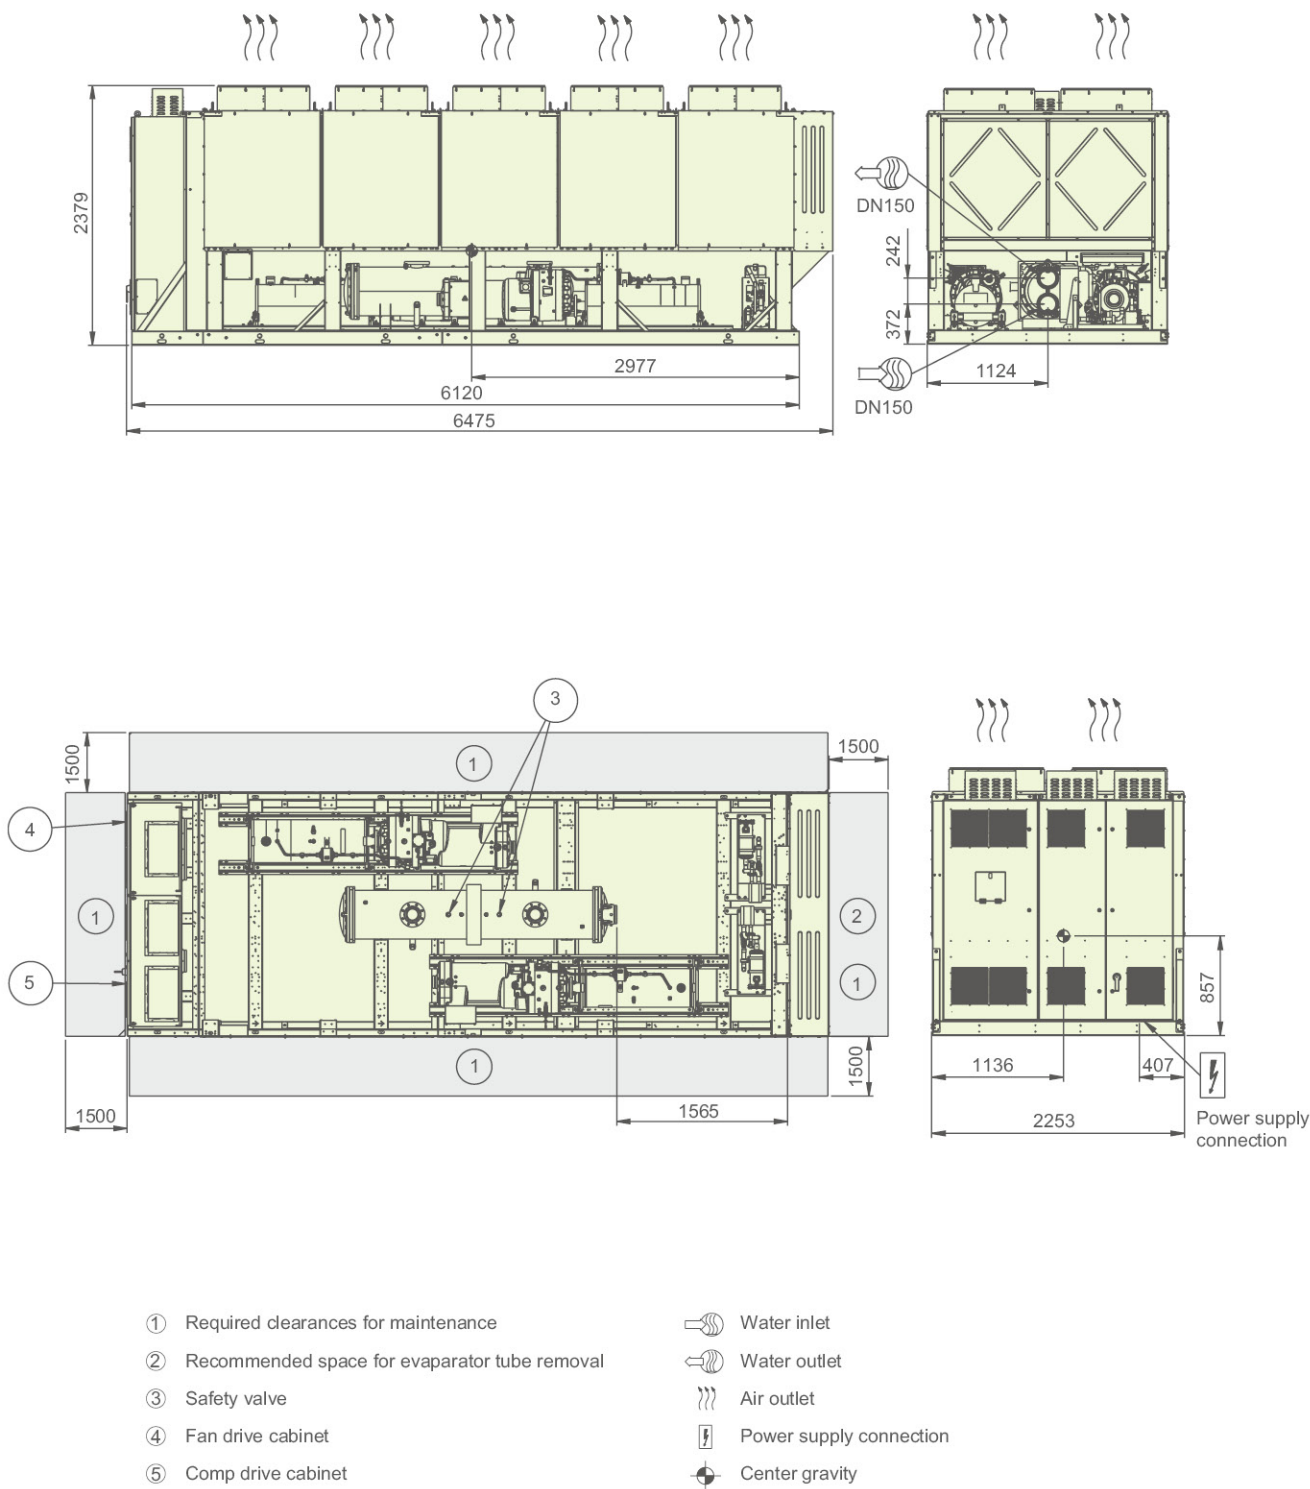 2379
2977
6120
6475
DN150
242
372
1124
DN150
3
1500
1
1500
4
1
2
5
1
1
1500
1500
1565
857
1136
407
2253
Power supply
connection
1 Required clearances for maintenance
2 Recommended space for evaparator tube removal
3 Safety valve
4 Fan drive cabinet
5 Comp drive cabinet
Water inlet
Water outlet
Air outlet
Power supply connection
Center gravity